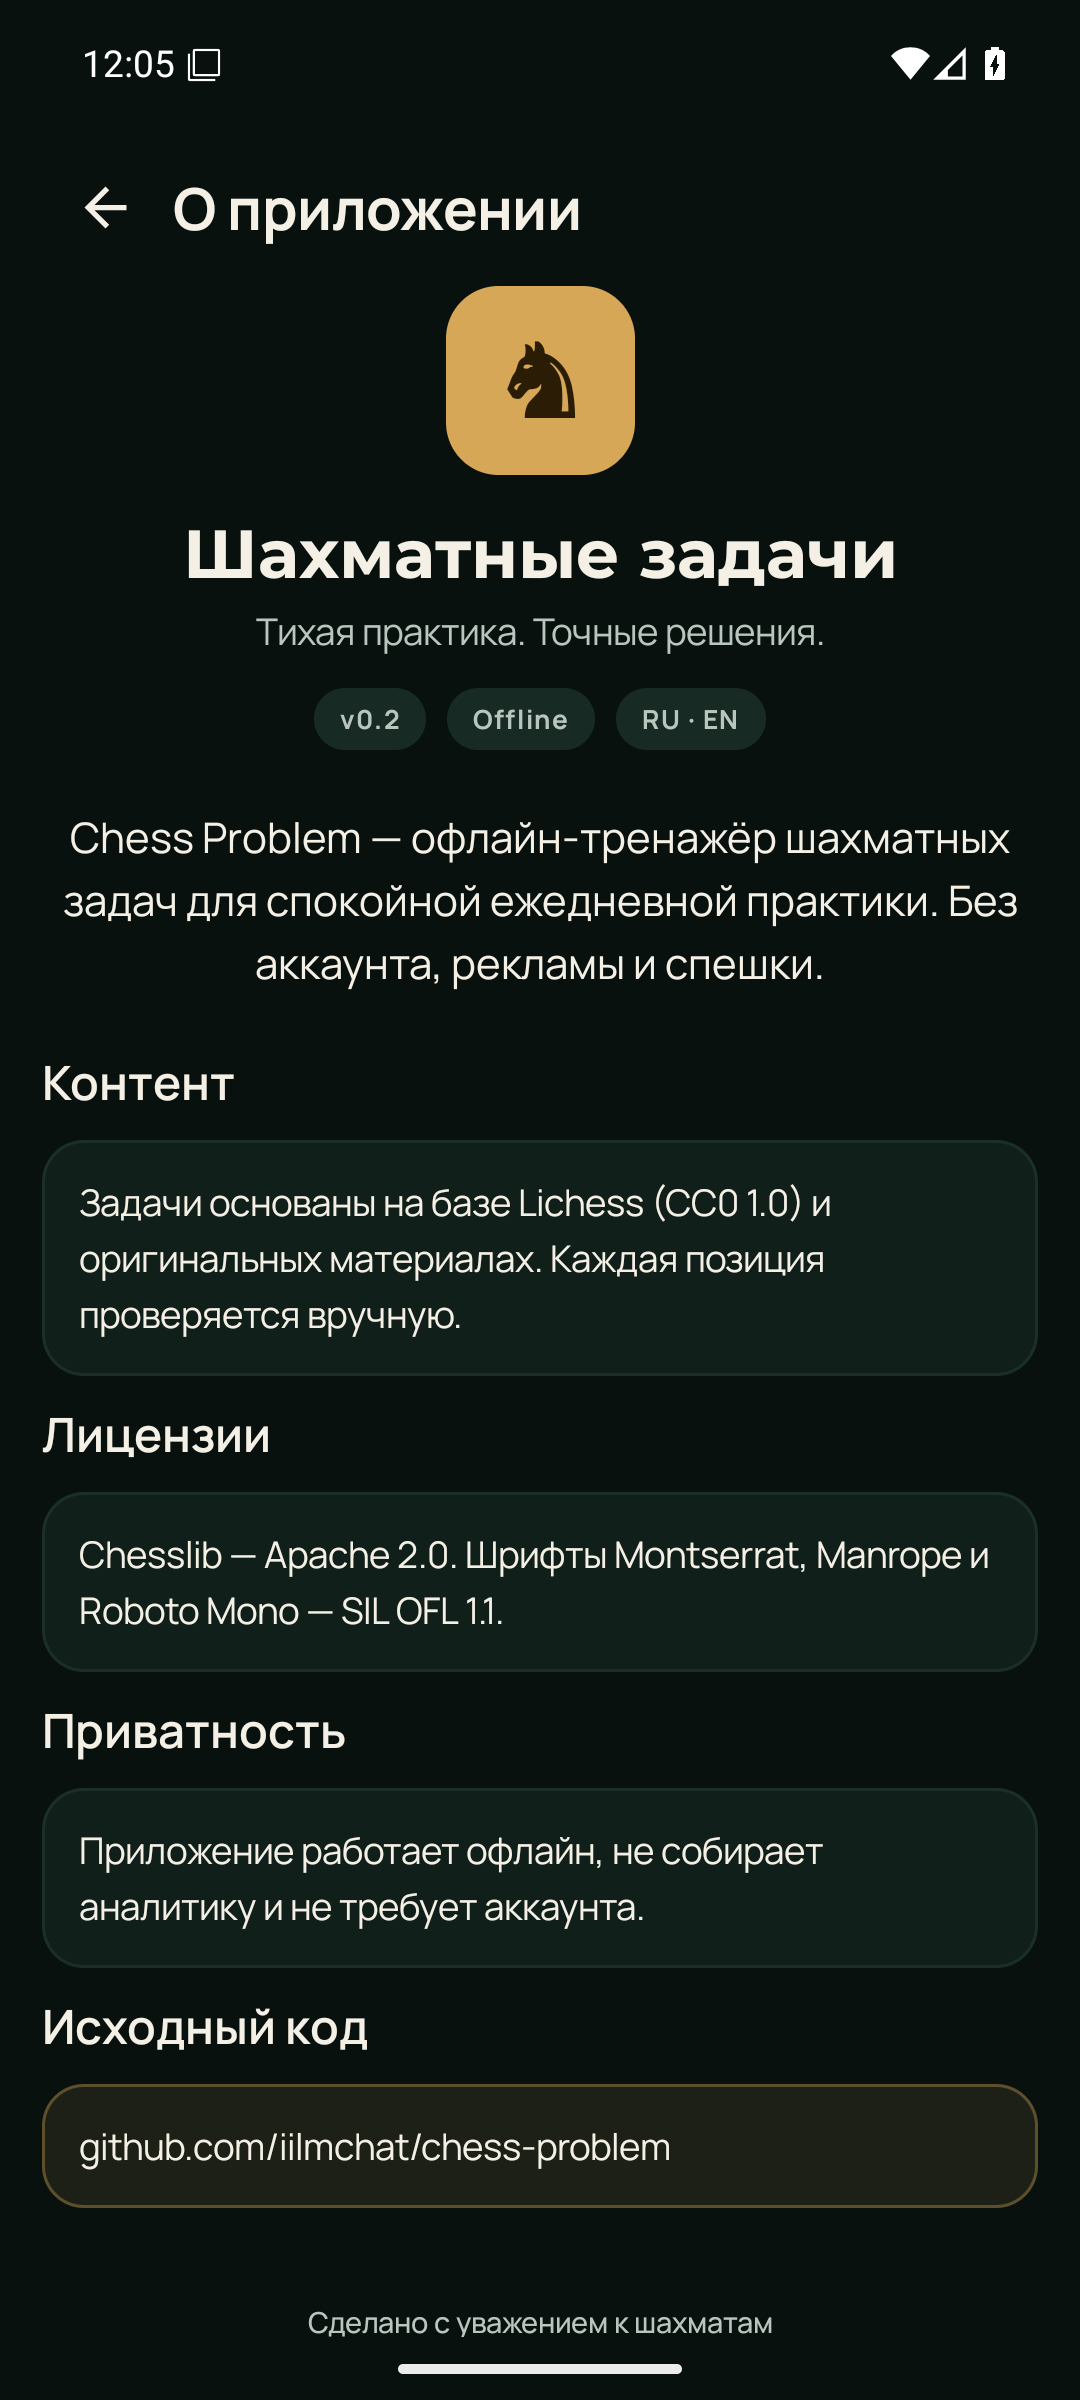 12:05
О приложении
Шахматные задачи
Тихая практика. Точные решения.
v0.2
Offline
RU · EN
Chess Problem — офлайн-тренажёр шахматных
задач для спокойной ежедневной практики. Без
аккаунта, рекламы и спешки.
Контент
Задачи основаны на базе Lichess (CC0 1.0) и
оригинальных материалах. Каждая позиция
проверяется вручную.
Лицензии
Chesslib — Apache 2.0. Шрифты Montserrat, Manrope и
Roboto Mono — SIL OFL 1.1.
Приватность
Приложение работает офлайн, не собирает
аналитику и не требует аккаунта.
Исходный код
github.com/iilmchat/chess-problem
Сделано с уважением к шахматам